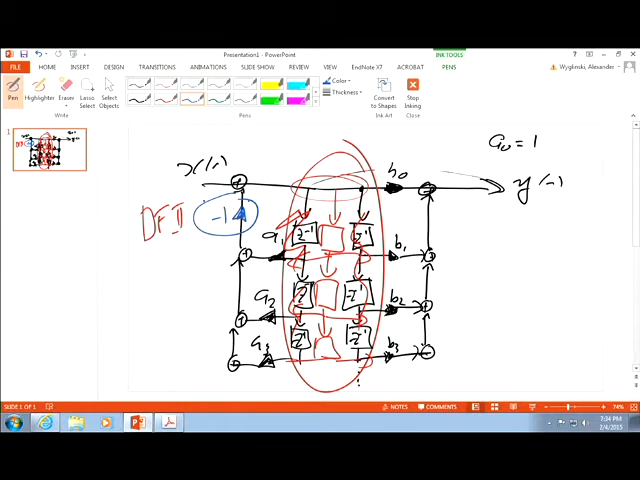 Presentation1 - PowerPoint
INK TOOLS
FILE HOME INSERT DESIGN TRANSITIONS ANIMATIONS SLIDE SHOW REVIEW VIEW EndNote X7 ACROBAT PENS
Wyglinski, Alexander
Pen Highlighter Eraser Lasso Select Objects
Color
Thickness
Convert to Shapes
Stop Inking
Write Pens Ink Art Close
1
a0 = 1
x(n) b0 y(n)
DF II -1
a1 z-1 z-1 b1
a2 z-1 z-1 b2
a3 z-1 z-1 b3
SLIDE 1 OF 1 NOTES COMMENTS 74%
7:34 PM
2/4/2015